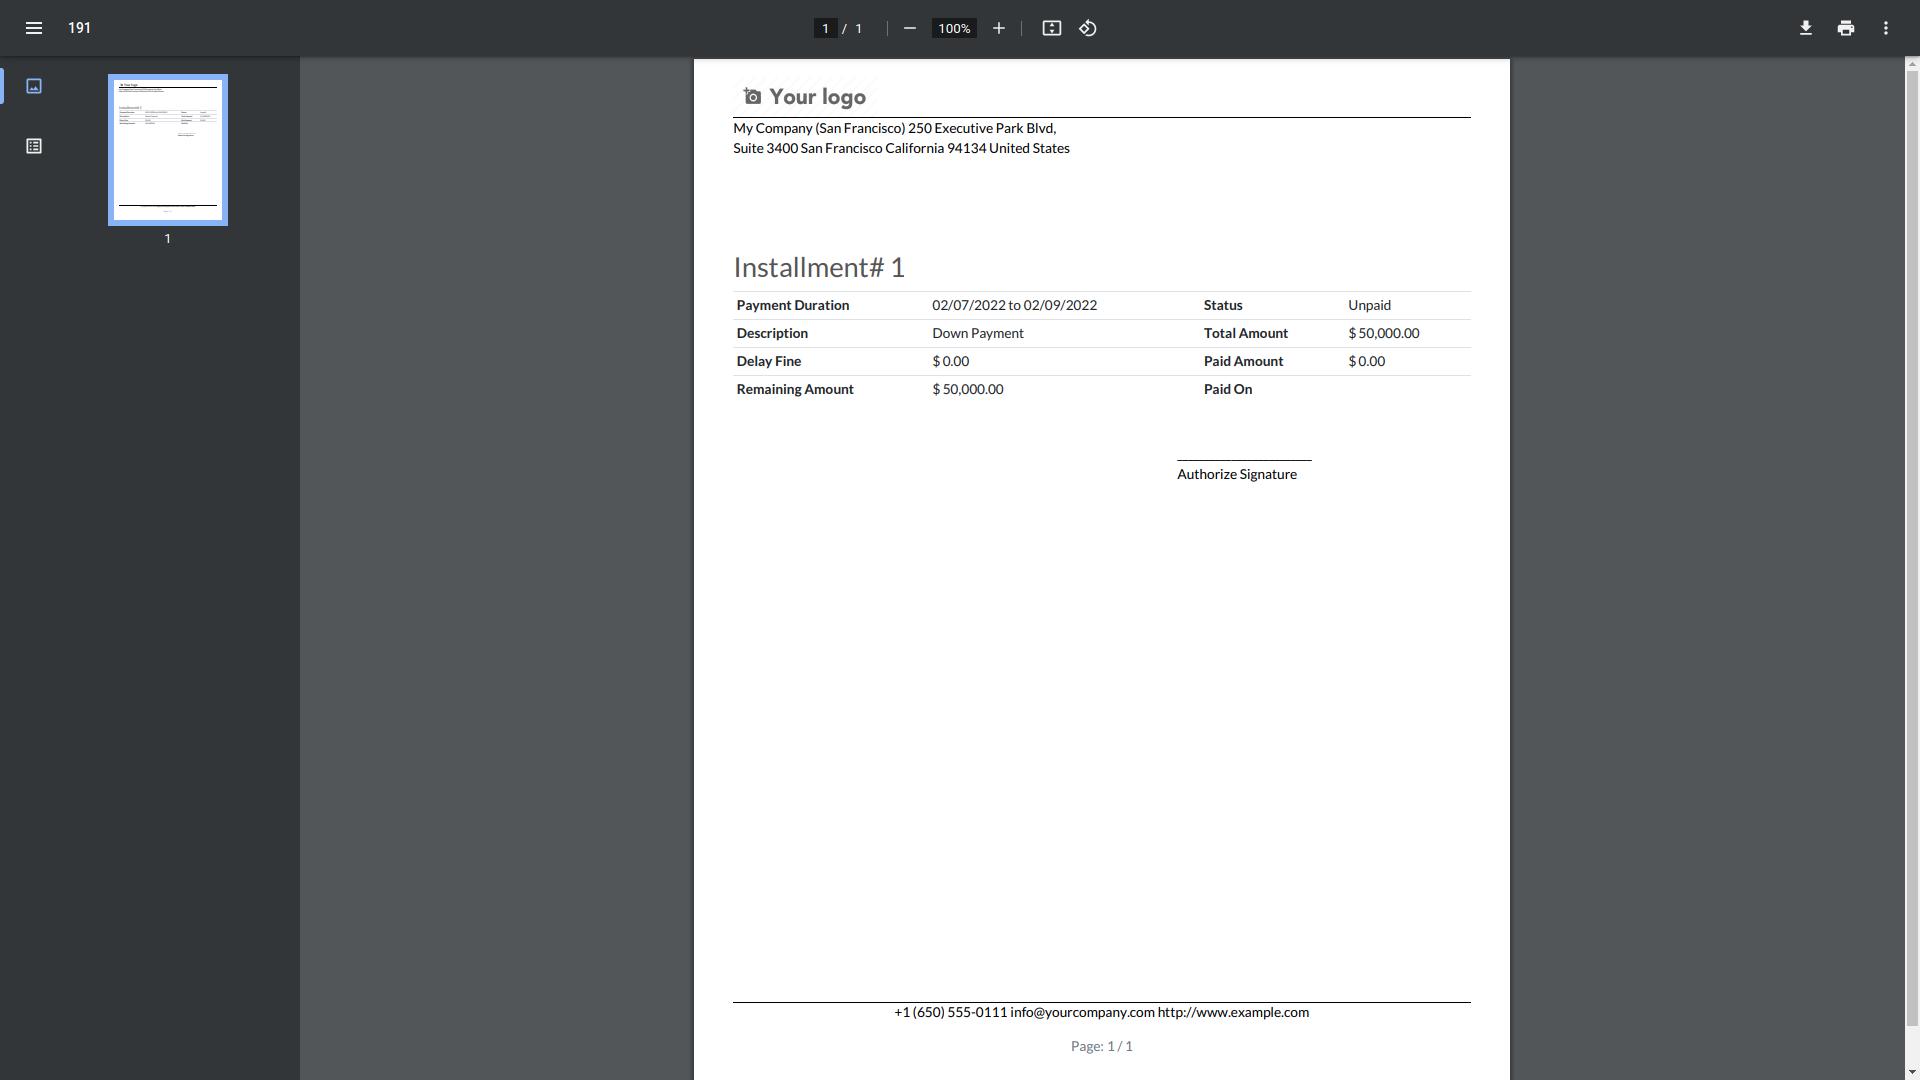 191
1 / 1
100%
1
Your logo
My Company (San Francisco) 250 Executive Park Blvd,
Suite 3400 San Francisco California 94134 United States
Installment# 1
Payment Duration 02/07/2022 to 02/09/2022 Status Unpaid
Description Down Payment Total Amount $ 50,000.00
Delay Fine $ 0.00 Paid Amount $ 0.00
Remaining Amount $ 50,000.00 Paid On
Authorize Signature
+1 (650) 555-0111 info@yourcompany.com http://www.example.com
Page: 1 / 1